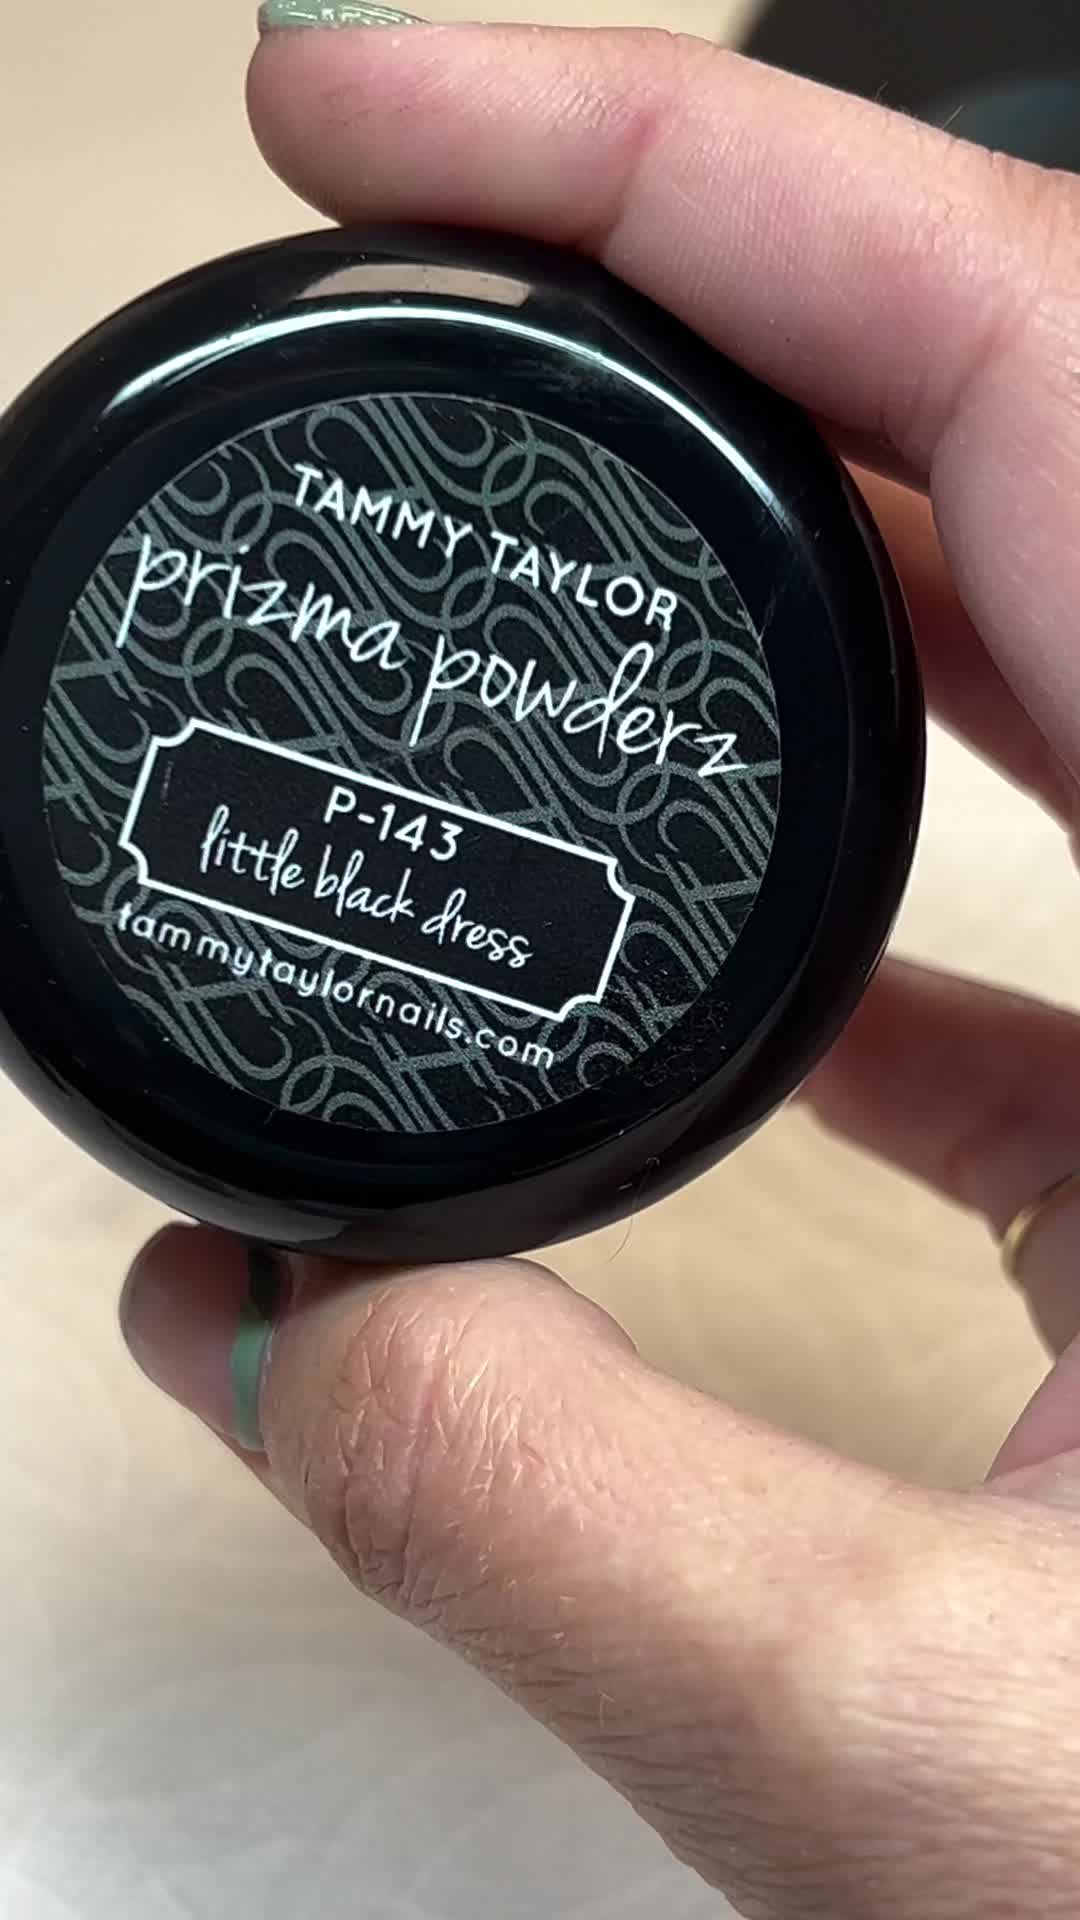 TAMMY TAYLOR
prizma powderz
P-143
little black dress
tammytaylornails.com